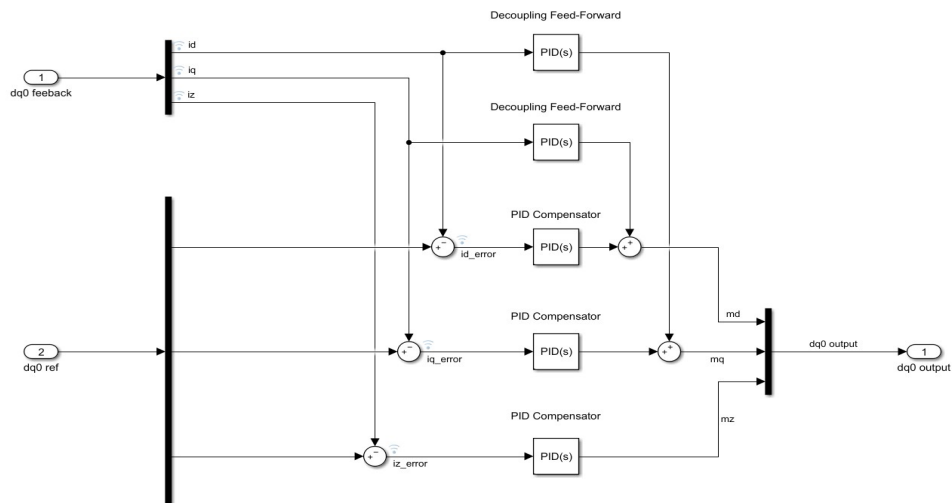 Decoupling Feed-Forward
PID(s)
id
iq
iz
1
dq0 feeback
Decoupling Feed-Forward
PID(s)
PID Compensator
PID(s)
+ −
id_error
+
+
md
PID Compensator
PID(s)
+ −
iq_error
+
+
mq
dq0 output
1
dq0 output
2
dq0 ref
PID Compensator
PID(s)
+ −
iz_error
mz